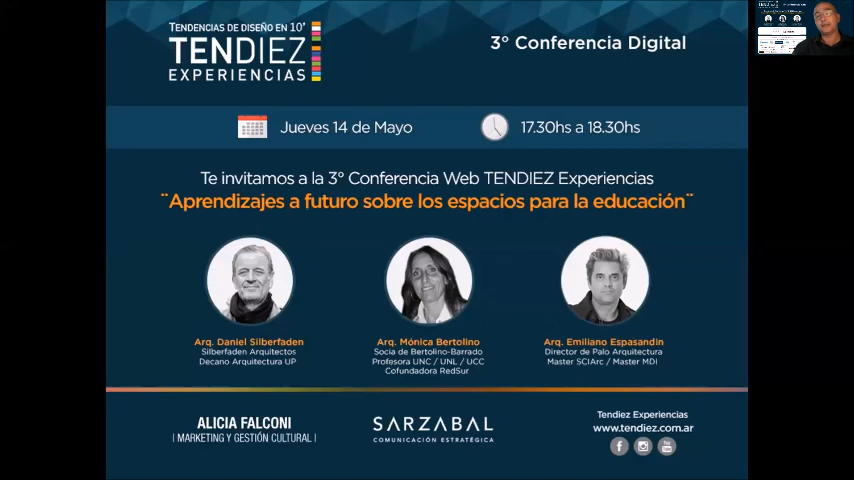 TENDENCIAS DE DISEÑO EN 10°
TENDIEZ
EXPERIENCIAS
3° Conferencia Digital
Jueves 14 de Mayo
17.30hs a 18.30hs
Te invitamos a la 3° Conferencia Web TENDIEZ Experiencias
¨Aprendizajes a futuro sobre los espacios para la educación¨
Arq. Daniel Silberfaden
Silberfaden Arquitectos
Decano Arquitectura UP
Arq. Mónica Bertolino
Socia de Bertolino-Barrado
Profesora UNC / UNL / UCC
Cofundadora RedSur
Arq. Emiliano Espasandin
Director de Palo Arquitectura
Master SCIArc / Master MDI
ALICIA FALCONI
| MARKETING Y GESTIÓN CULTURAL |
SARZABAL
COMUNICACIÓN ESTRATÉGICA
Tendiez Experiencias
www.tendiez.com.ar